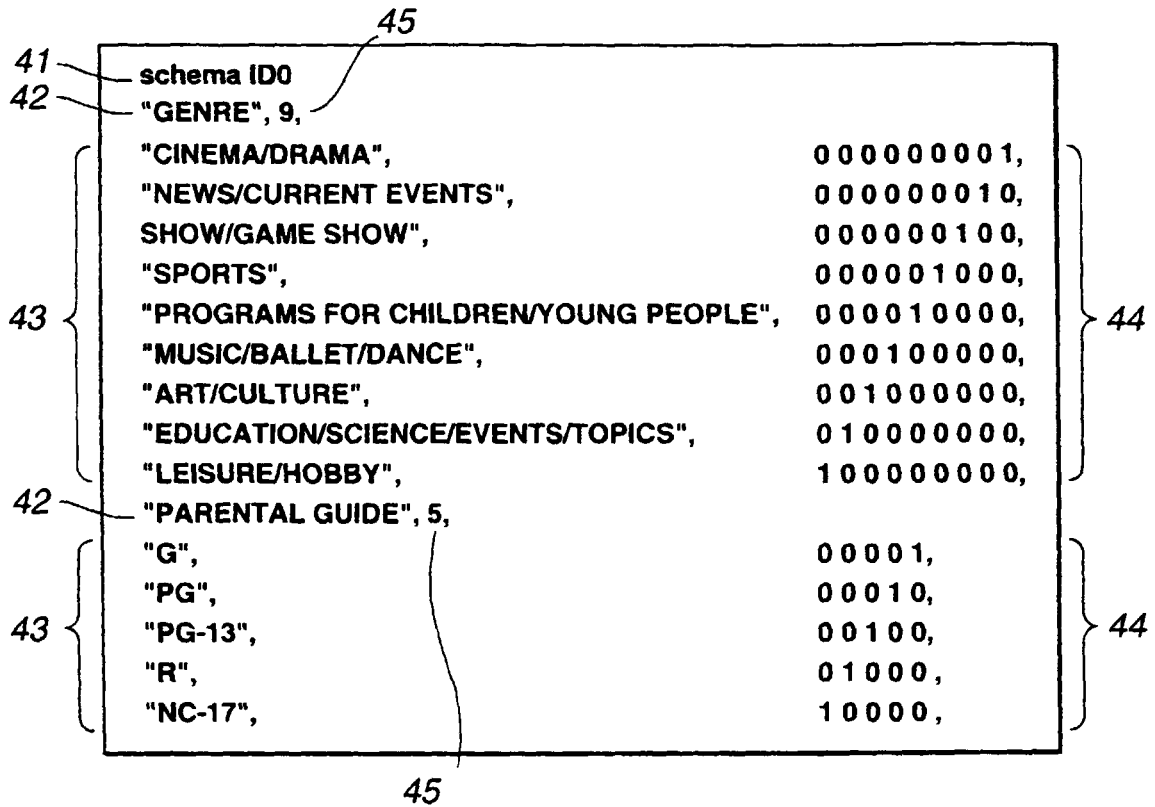 45
41 schema ID0
42 "GENRE", 9,
"CINEMA/DRAMA", 000000001,
"NEWS/CURRENT EVENTS", 000000010,
SHOW/GAME SHOW", 000000100,
"SPORTS", 000001000,
43 "PROGRAMS FOR CHILDREN/YOUNG PEOPLE", 000010000, 44
"MUSIC/BALLET/DANCE", 000100000,
"ART/CULTURE", 001000000,
"EDUCATION/SCIENCE/EVENTS/TOPICS", 010000000,
"LEISURE/HOBBY", 100000000,
42 "PARENTAL GUIDE", 5,
"G", 00001,
"PG", 00010,
43 "PG-13", 00100, 44
"R", 01000,
"NC-17", 10000,
45